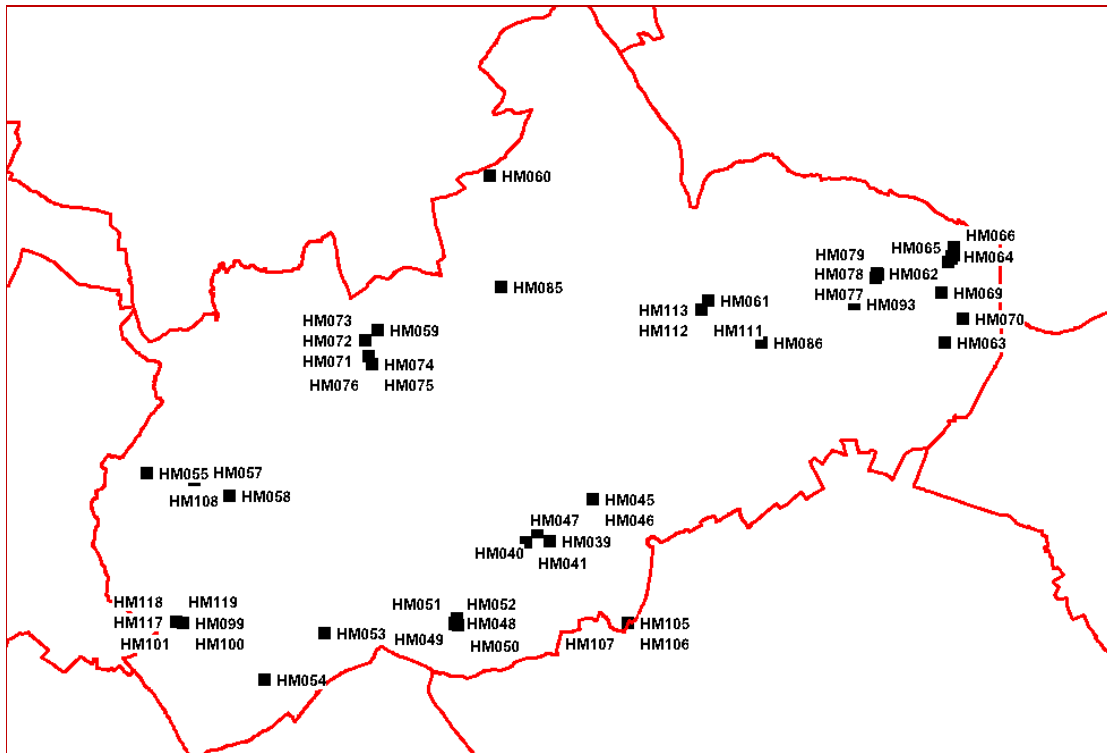 HM060
HM066
HM079 HM065
HM064
HM078 HM062
HM085
HM077 HM069
HM061 HM093
HM113
HM073 HM070
HM059 HM112 HM111
HM072 HM086 HM063
HM071 HM074
HM076 HM075
HM055 HM057
HM108 HM058
HM045
HM047 HM046
HM040 HM039
HM041
HM118 HM119
HM051 HM052
HM117 HM099 HM048 HM105
HM053
HM101 HM100 HM049 HM050 HM107 HM106
HM054